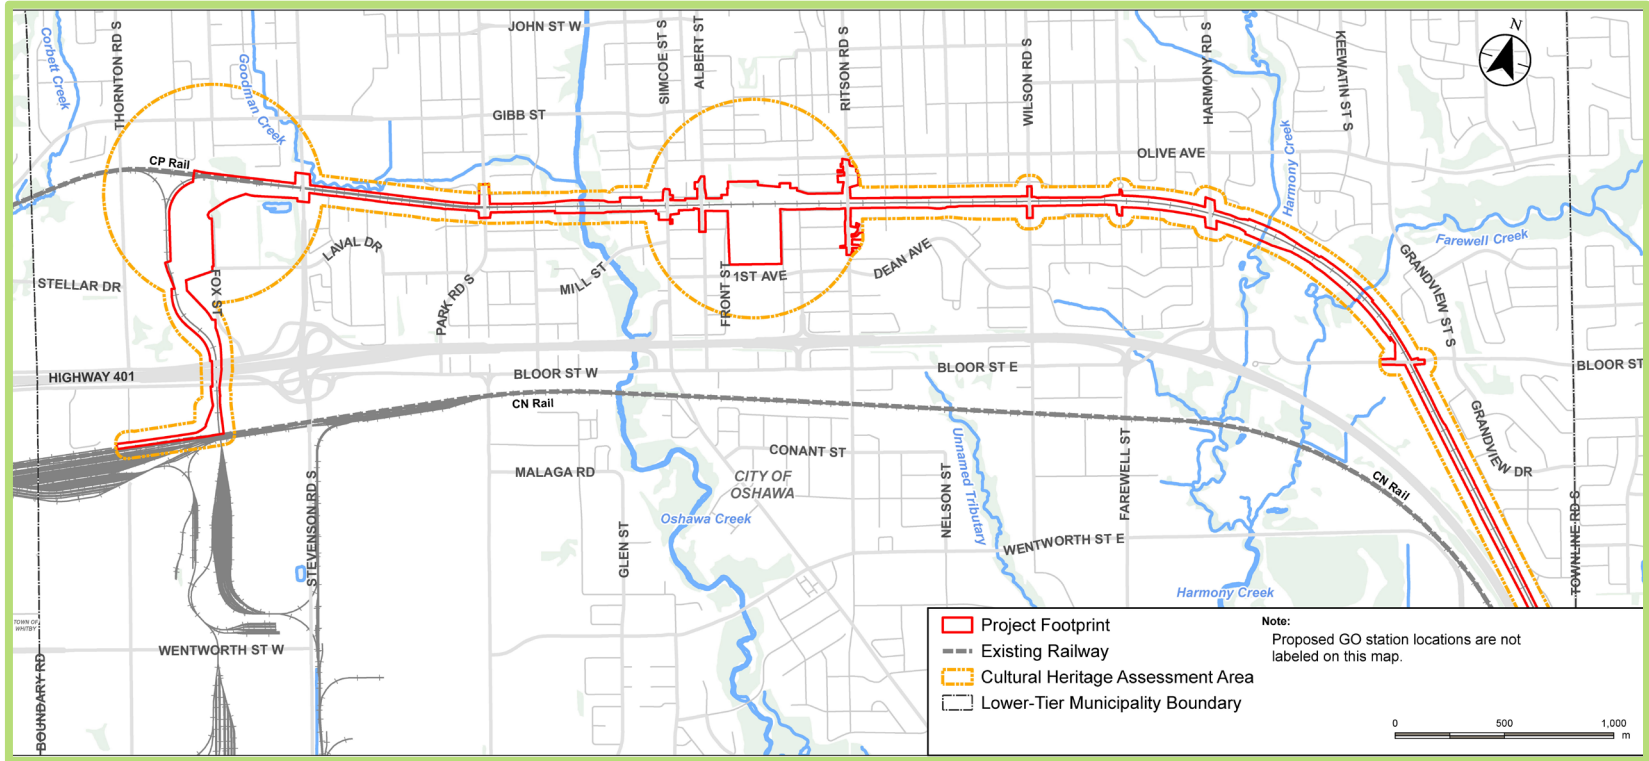 N
JOHN ST W
Corbett Creek
THORNTON RD S
Goodman Creek
SIMCOE ST S
ALBERT ST
RITSON RD S
WILSON RD S
HARMONY RD S
KEEWATIN ST S
GIBB ST
CP Rail
OLIVE AVE
Harmony Creek
LAVAL DR
DEAN AVE
Farewell Creek
STELLAR DR
FOX ST
PARK RD S
MILL ST
FRONT ST
1ST AVE
GRANDVIEW ST S
HIGHWAY 401
BLOOR ST W
BLOOR ST E
BLOOR ST
CN Rail
GRANDVIEW DR
CONANT ST
MALAGA RD
CITY OF
OSHAWA
Unnamed Tributary
NELSON ST
FAREWELL ST
CN Rail
STEVENSON RD S
Oshawa Creek
GLEN ST
WENTWORTH ST E
TOWNLINE RD S
Harmony Creek
TOWN OF
WHITBY
WENTWORTH ST W
BOUNDARY RD
Project Footprint
Existing Railway
Cultural Heritage Assessment Area
Lower-Tier Municipality Boundary
Note:
Proposed GO station locations are not
labeled on this map.
0 500 1,000
m